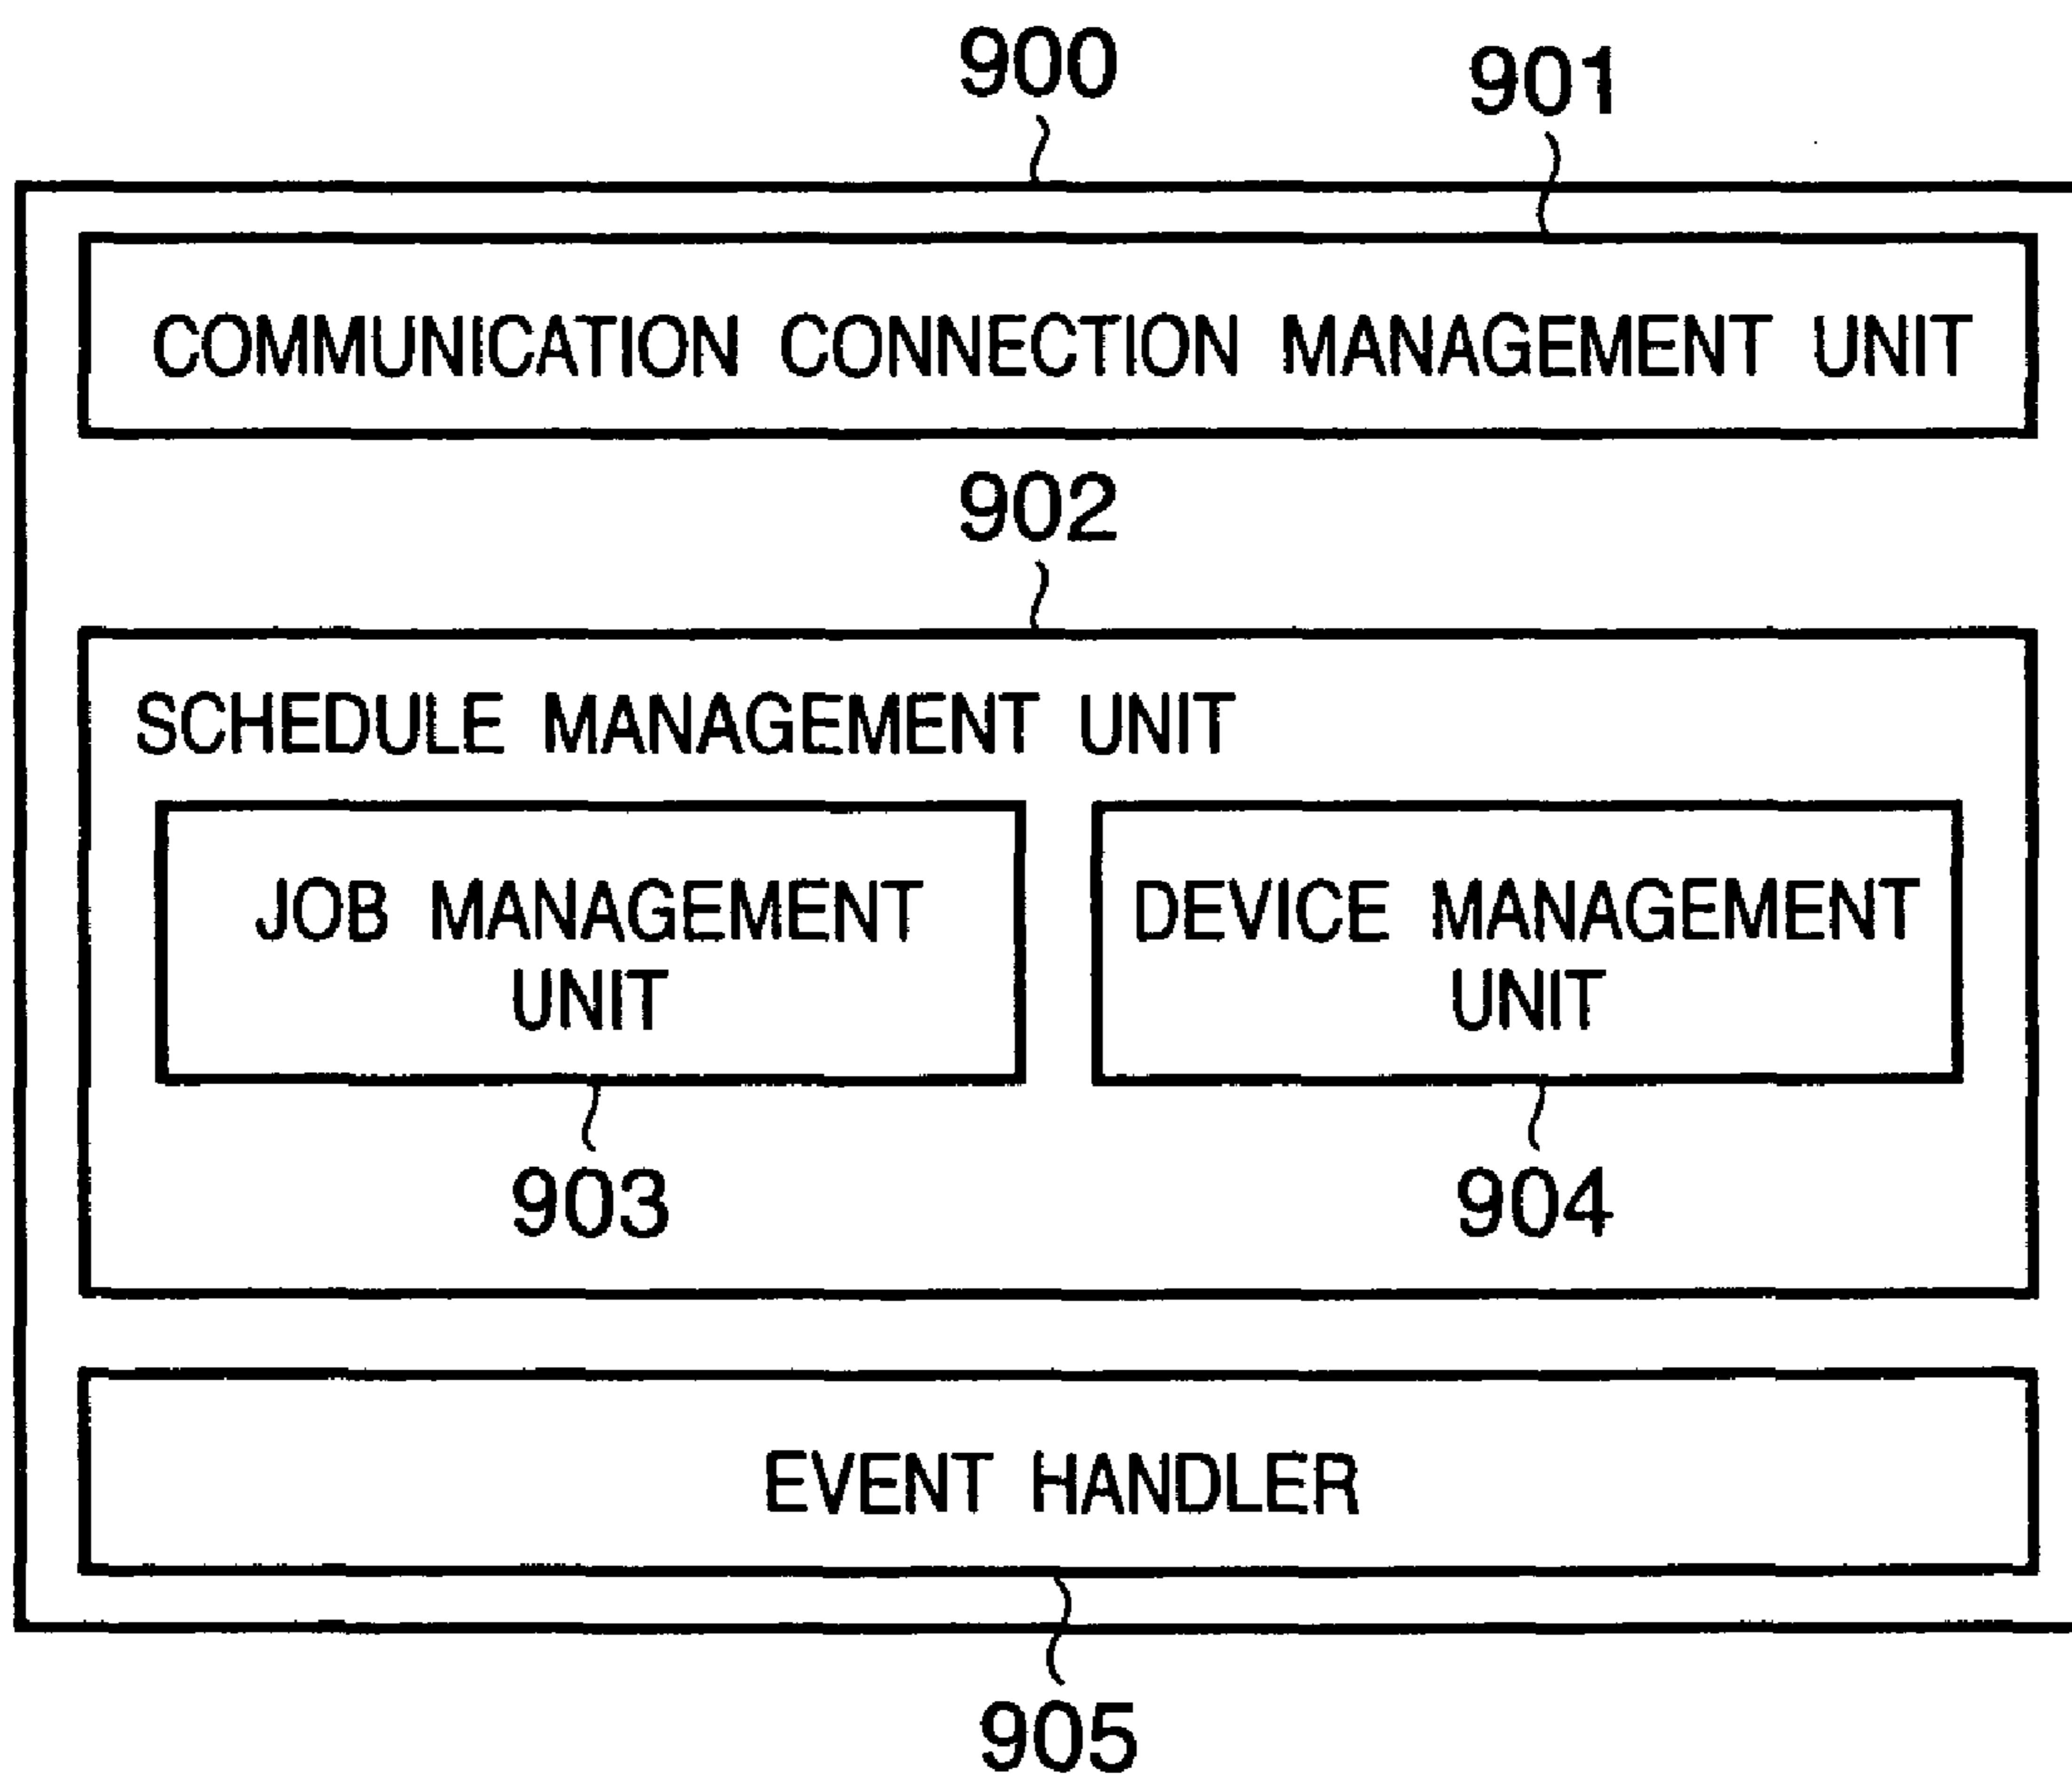 900
901
COMMUNICATION CONNECTION MANAGEMENT UNIT
902
SCHEDULE MANAGEMENT UNIT
JOB MANAGEMENT
UNIT
DEVICE MANAGEMENT
UNIT
903
904
EVENT HANDLER
905